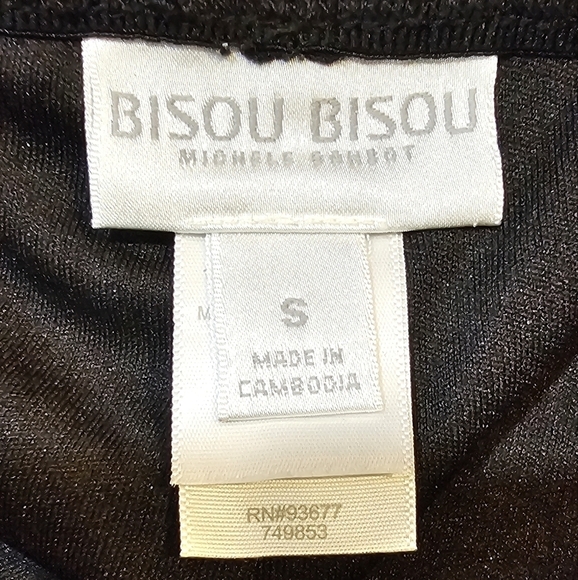 BISOU BISOU
MICHELE BOHBOT
M
S
MADE IN
CAMBODIA
RN#93677
749853